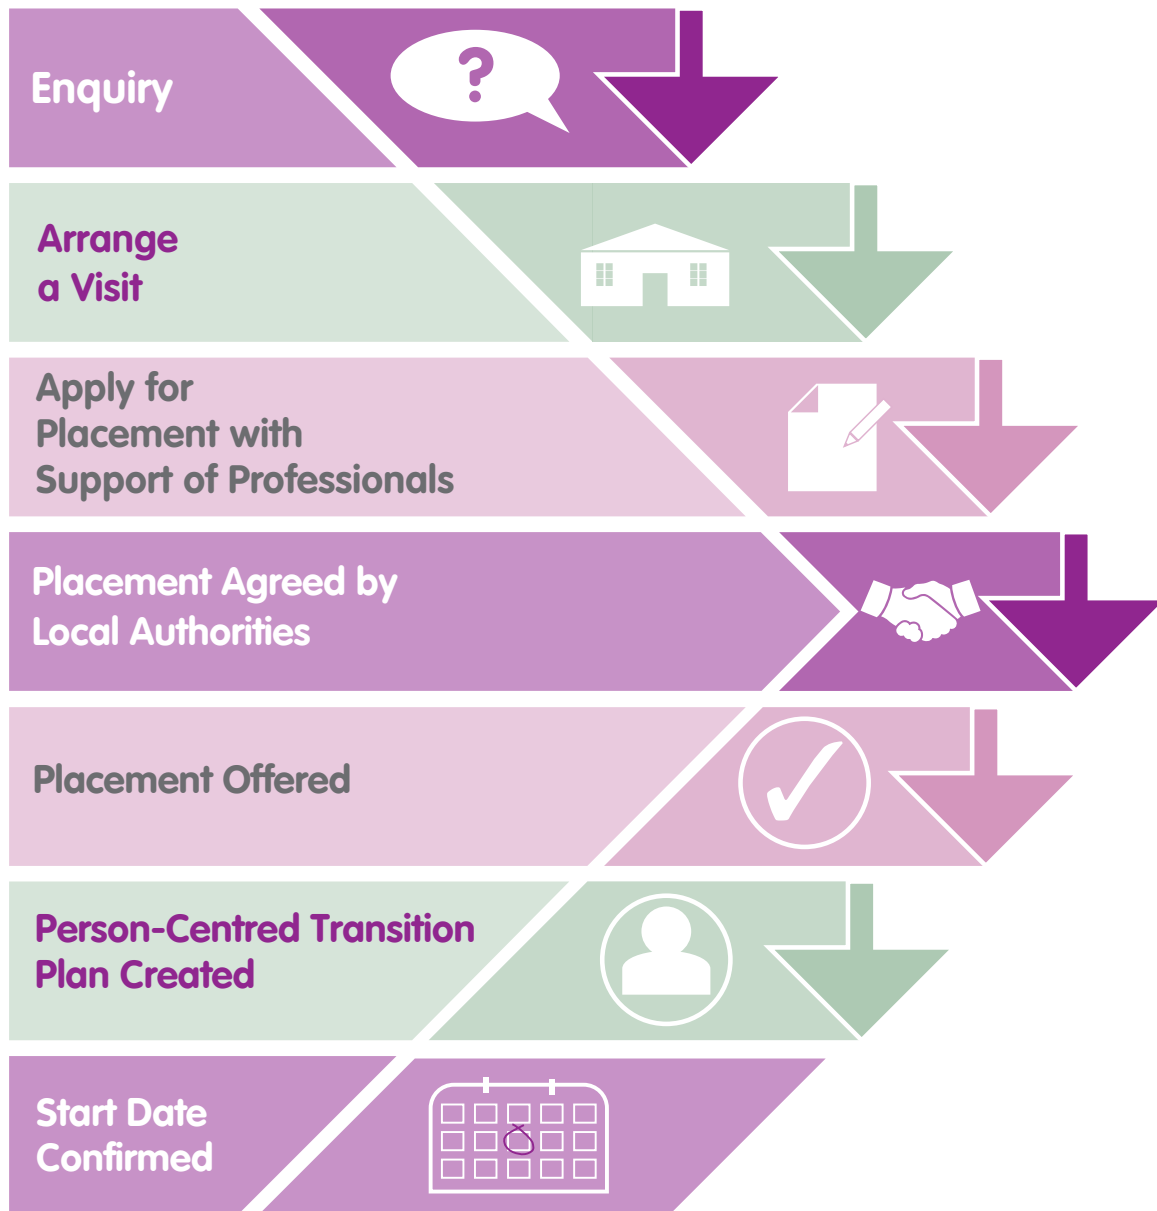 Enquiry
?
Arrange
a Visit
Apply for
Placement with
Support of Professionals
Placement Agreed by
Local Authorities
Placement Offered
Person-Centred Transition
Plan Created
Start Date
Confirmed